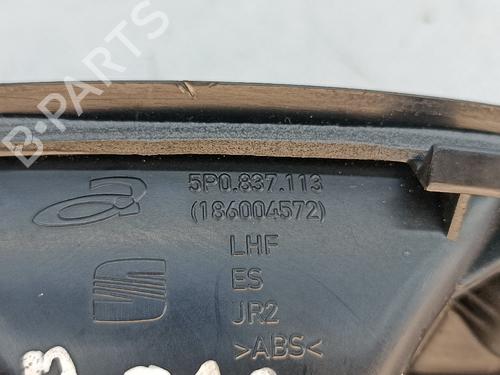 B-PARTS
5P0.837.113
(186004572)
LHF
ES
JR2
>ABS<